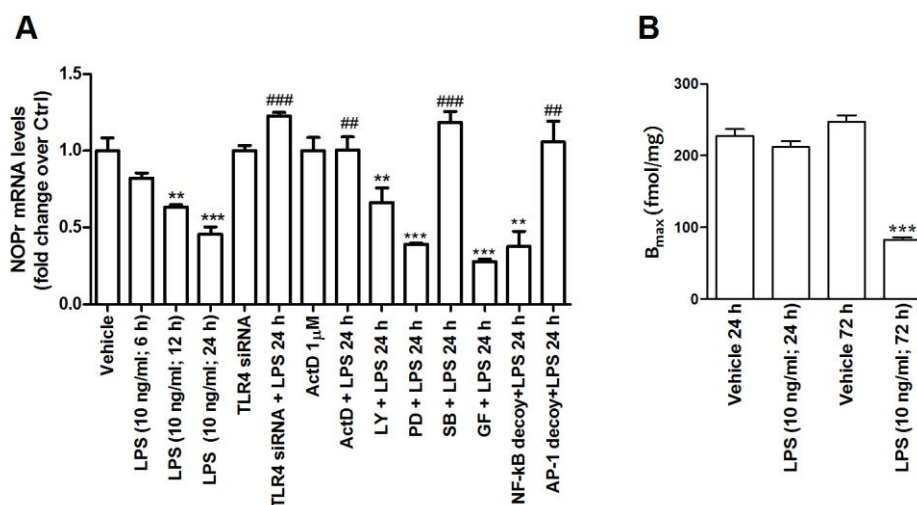 A
NOPr mRNA levels
(fold change over Ctrl)
1.5
1.0
0.5
0.0
** *** ### ## ** *** ### *** ** ##
Vehicle
LPS (10 ng/ml; 6 h)
LPS (10 ng/ml; 12 h)
LPS (10 ng/ml; 24 h)
TLR4 siRNA
TLR4 siRNA + LPS 24 h
ActD 1µM
ActD + LPS 24 h
LY + LPS 24 h
PD + LPS 24 h
SB + LPS 24 h
GF + LPS 24 h
NF-kB decoy+LPS 24 h
AP-1 decoy+LPS 24 h
B
Bmax (fmol/mg)
300
200
100
0
***
Vehicle 24 h
LPS (10 ng/ml; 24 h)
Vehicle 72 h
LPS (10 ng/ml; 72 h)